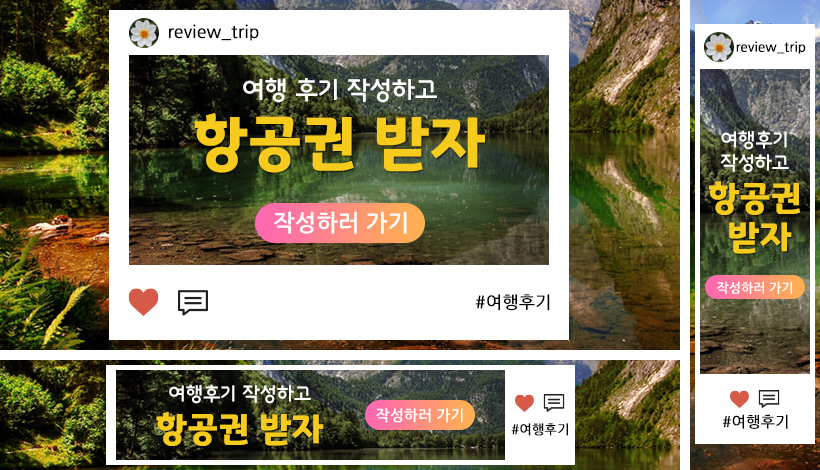 review_trip
여행 후기 작성하고
항공권 받자
작성하러 가기
#여행후기
review_trip
여행후기
작성하고
항공권
받자
작성하러 가기
#여행후기
여행후기 작성하고
항공권 받자
작성하러 가기
#여행후기